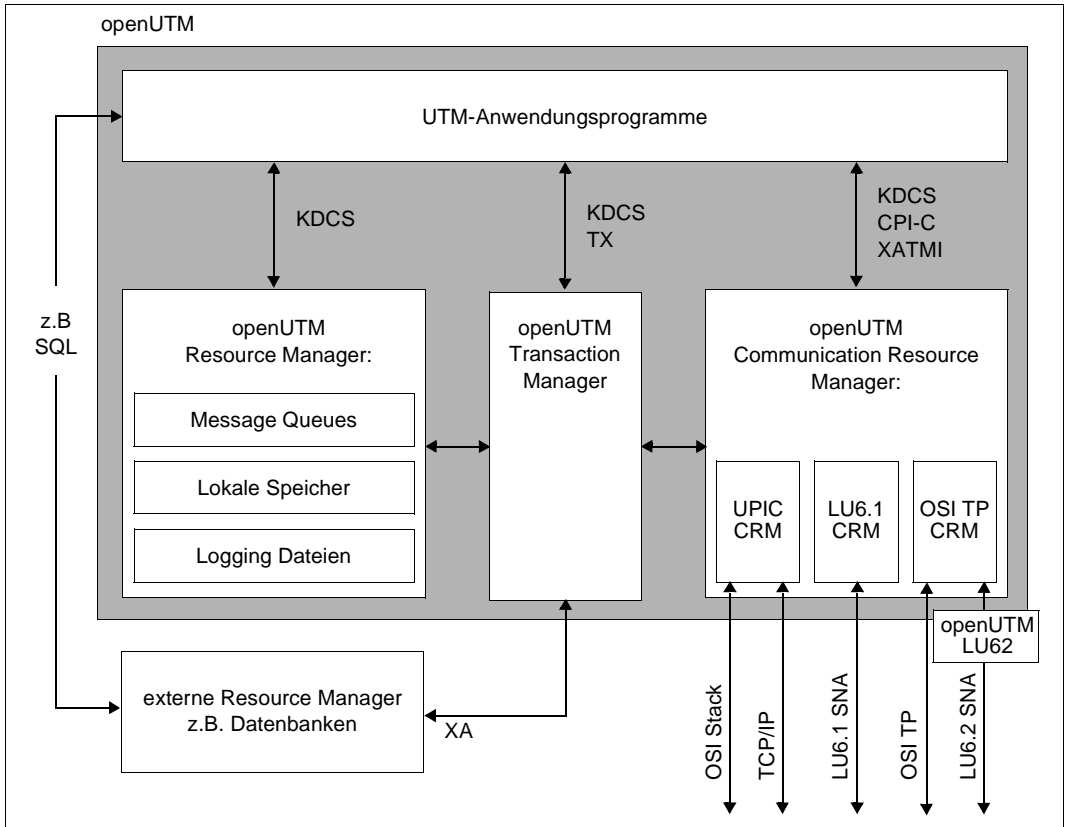 openUTM
UTM-Anwendungsprogramme
KDCS
KDCS
TX
KDCS
CPI-C
XATMI
z.B
SQL
openUTM
Resource Manager:
Message Queues
Lokale Speicher
Logging Dateien
openUTM
Transaction
Manager
openUTM
Communication Resource
Manager:
UPIC
CRM
LU6.1
CRM
OSI TP
CRM
openUTM
LU62
externe Resource Manager
z.B. Datenbanken
XA
OSI Stack
TCP/IP
LU6.1 SNA
OSI TP
LU6.2 SNA